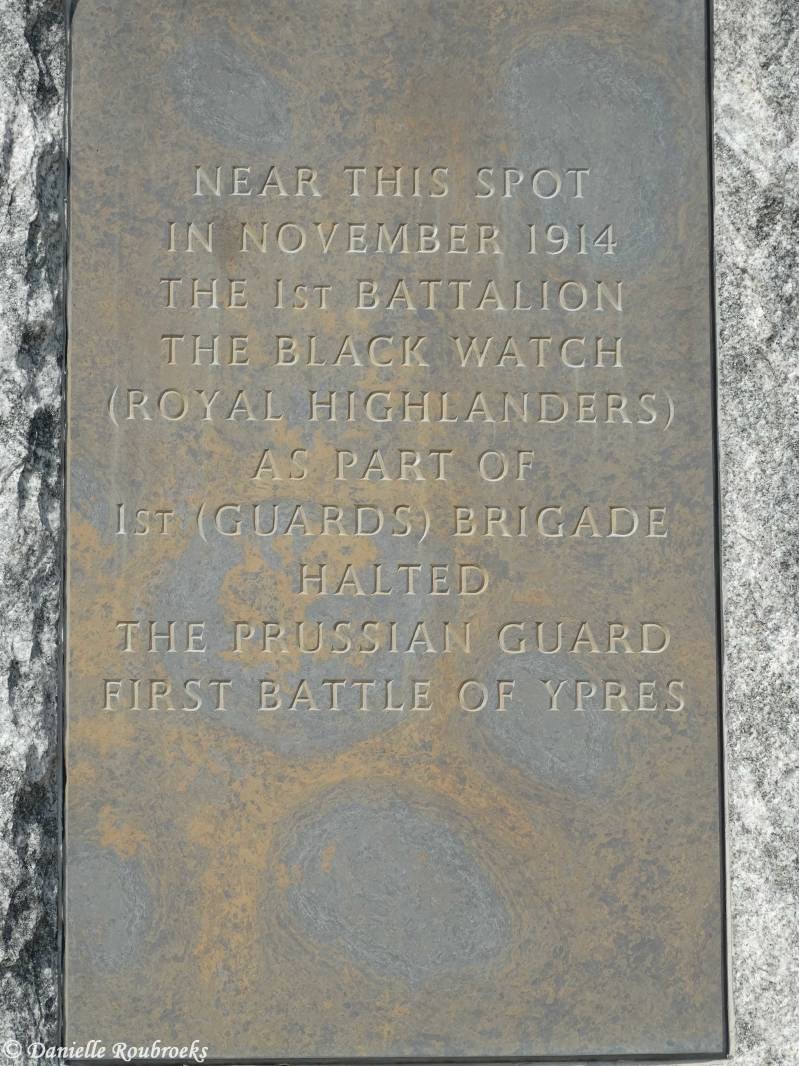 NEAR THIS SPOT
IN NOVEMBER 1914
THE 1ST BATTALION
THE BLACK WATCH
(ROYAL HIGHLANDERS)
AS PART OF
1ST (GUARDS) BRIGADE
HALTED
THE PRUSSIAN GUARD
FIRST BATTLE OF YPRES
© Danielle Roubroeks